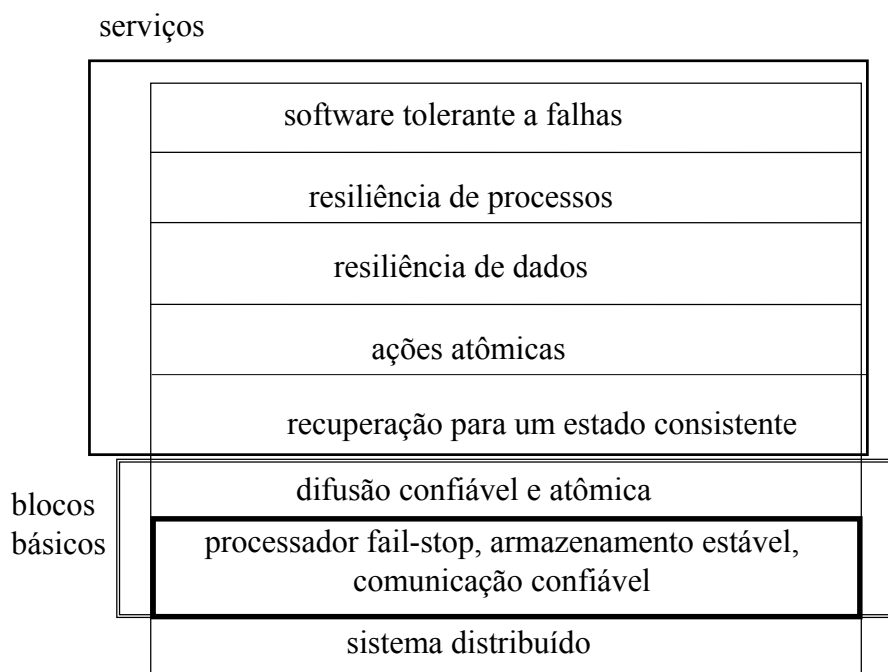 serviços
software tolerante a falhas
resiliência de processos
resiliência de dados
ações atômicas
recuperação para um estado consistente
blocos
básicos
difusão confiável e atômica
processador fail-stop, armazenamento estável,
comunicação confiável
sistema distribuído